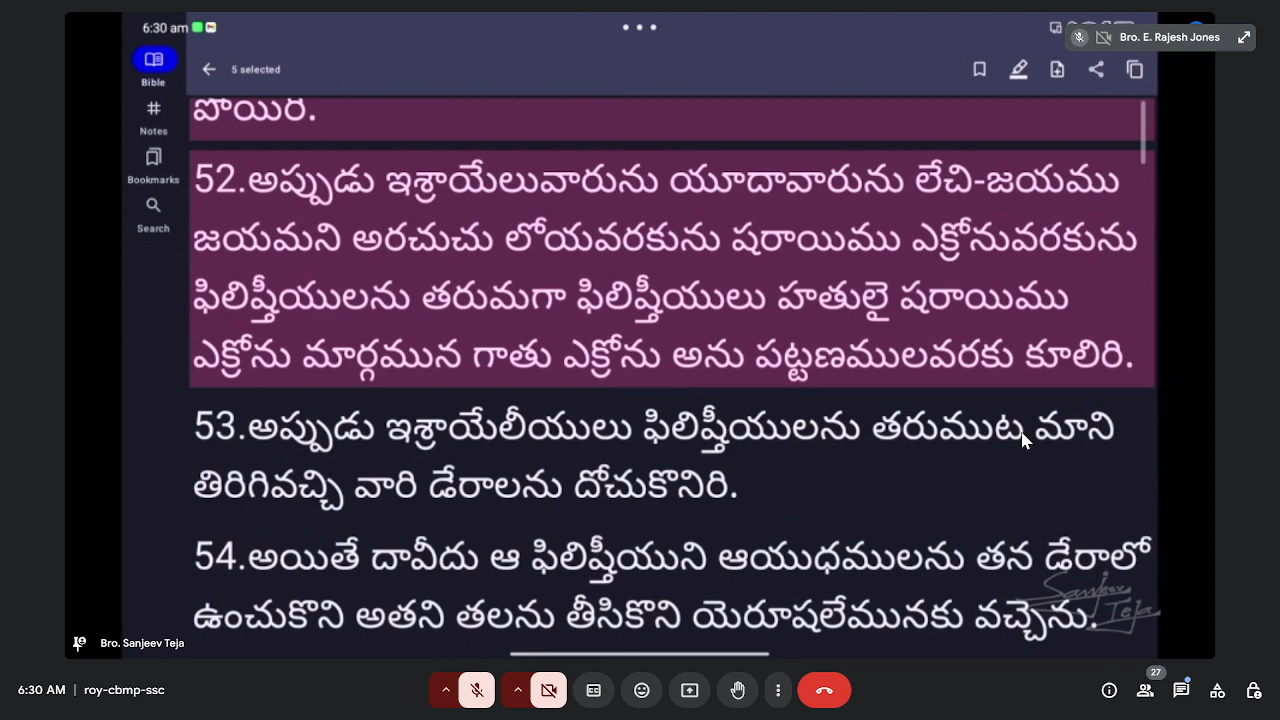 6:30 am
Bro. E. Rajesh Jones
Bible
5 selected
Notes
Bookmarks
Search
పోయిరి.
52.అప్పుడు ఇశ్రాయేలువారును యూదావారును లేచి-జయము
జయమని అరచుచు లోయవరకును షరాయిము ఎక్రోనువరకును
ఫిలిష్తీయులను తరుమగా ఫిలిష్తీయులు హతులై షరాయిము
ఎక్రోను మార్గమున గాతు ఎక్రోను అను పట్టణములవరకు కూలిరి.
53.అప్పుడు ఇశ్రాయేలీయులు ఫిలిష్తీయులను తరుముట మాని
తిరిగివచ్చి వారి డేరాలను దోచుకొనిరి.
54.అయితే దావీదు ఆ ఫిలిష్తీయుని ఆయుధములను తన డేరాలో
ఉంచుకొని అతని తలను తీసికొని యెరూషలేమునకు వచ్చెను.
Sanjeev
Teja
Bro. Sanjeev Teja
6:30 AM | roy-cbmp-ssc
27